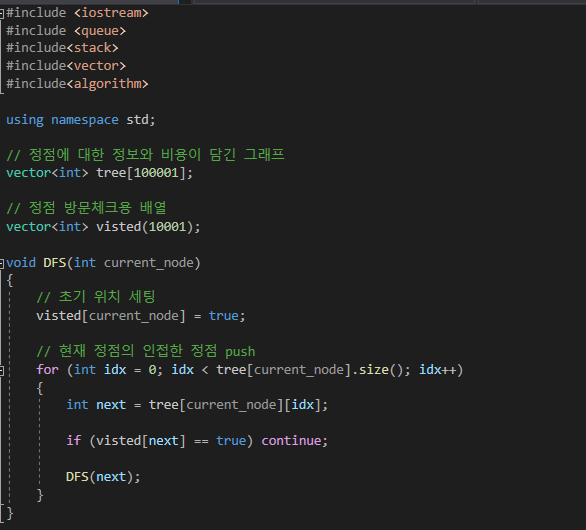 #include <iostream>
#include <queue>
#include<stack>
#include<vector>
#include<algorithm>
using namespace std;
// 정점에 대한 정보와 비용이 담긴 그래프
vector<int> tree[100001];
// 정점 방문체크용 배열
vector<int> visted(10001);
void DFS(int current_node)
{
// 초기 위치 세팅
visted[current_node] = true;
// 현재 정점의 인접한 정점 push
for (int idx = 0; idx < tree[current_node].size(); idx++)
{
int next = tree[current_node][idx];
if (visted[next] == true) continue;
DFS(next);
}
}